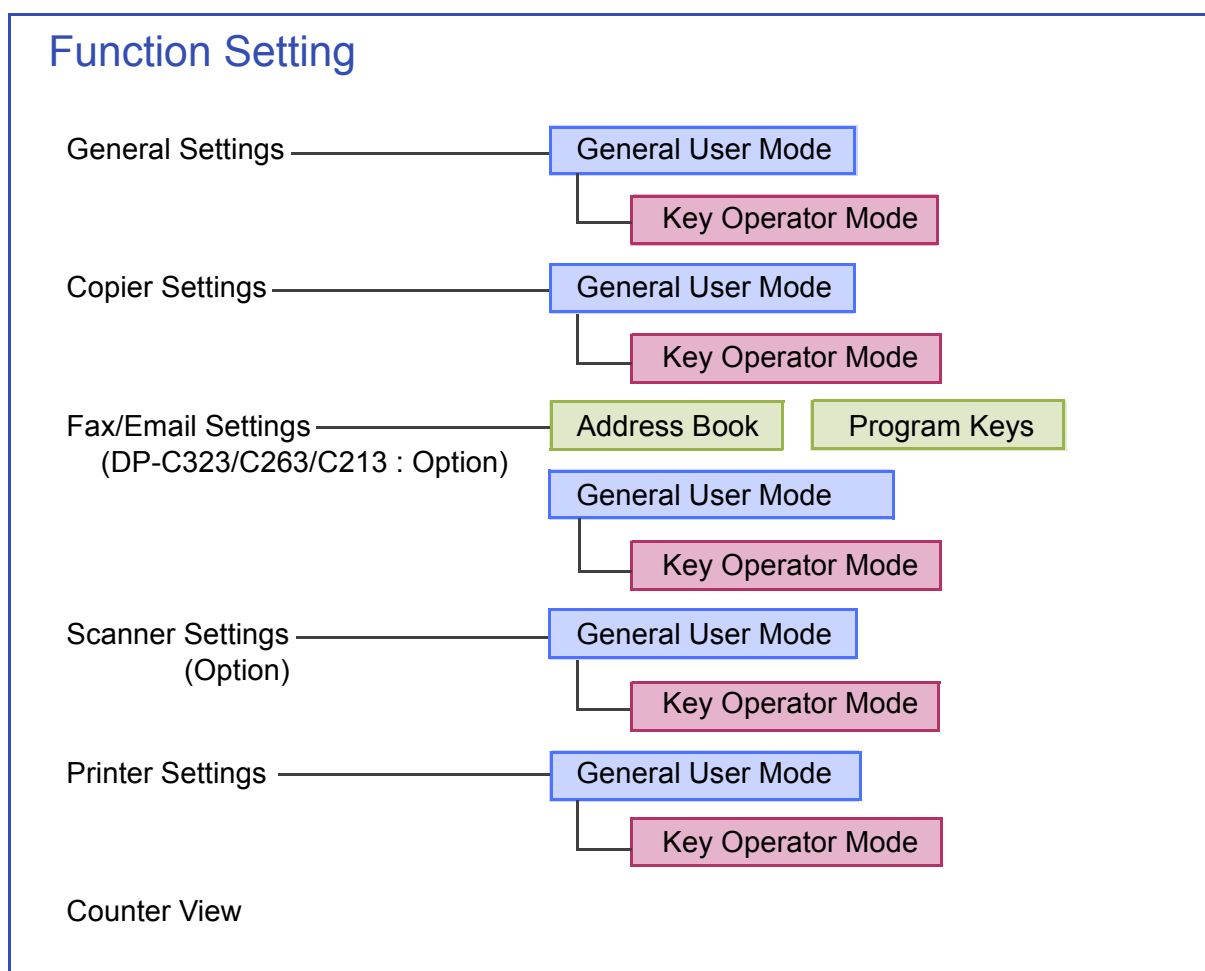 Function Setting
General Settings General User Mode
Key Operator Mode
Copier Settings General User Mode
Key Operator Mode
Fax/Email Settings Address Book Program Keys
(DP-C323/C263/C213 : Option)
General User Mode
Key Operator Mode
Scanner Settings General User Mode
(Option)
Key Operator Mode
Printer Settings General User Mode
Key Operator Mode
Counter View